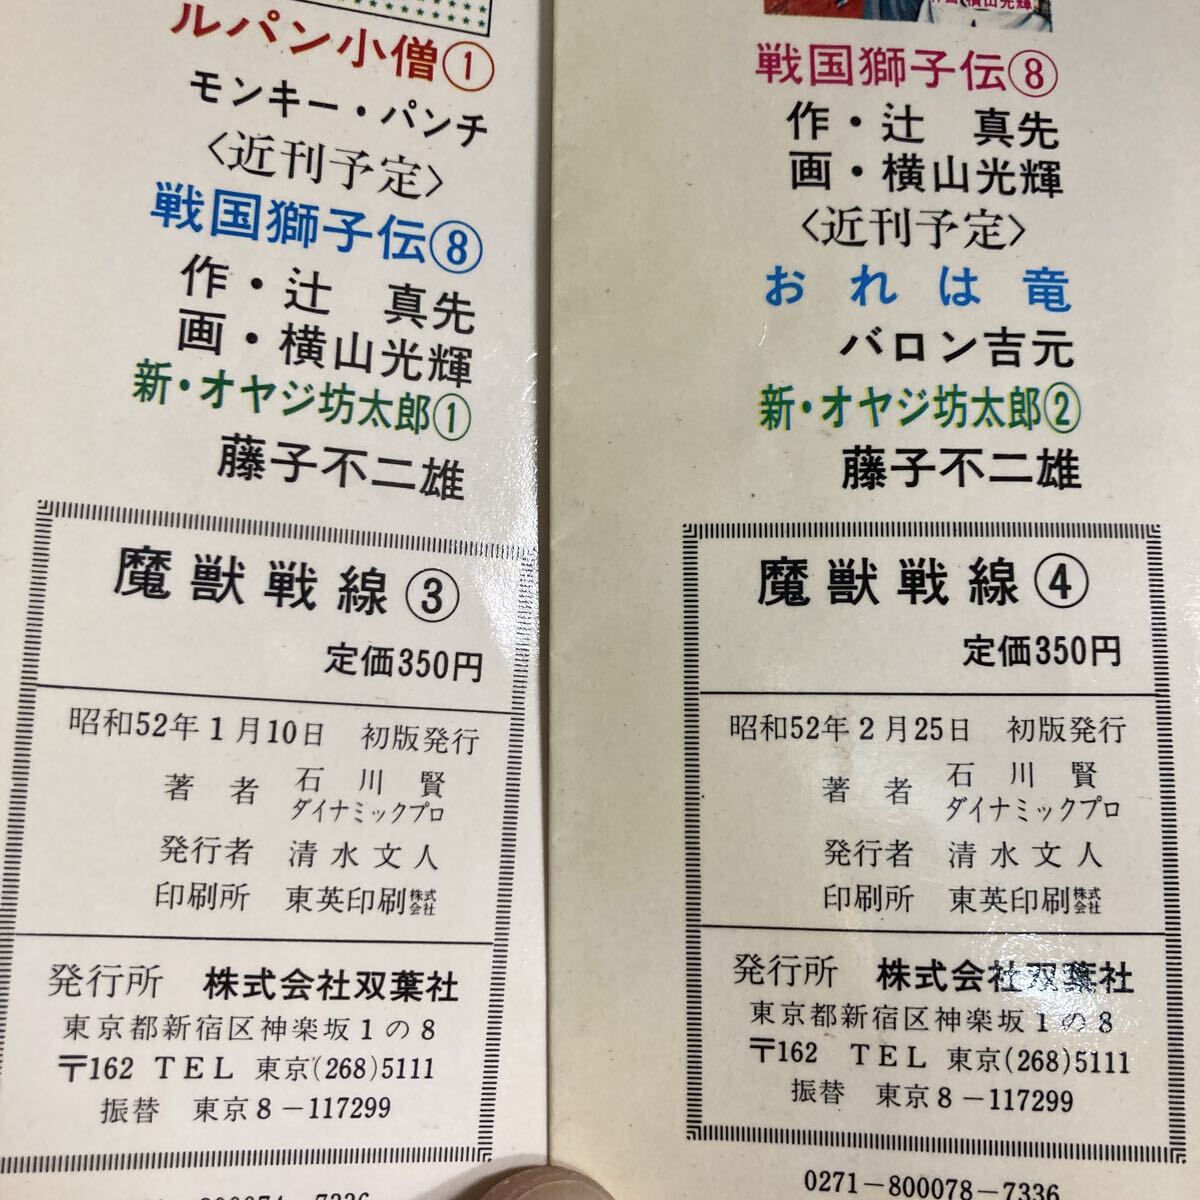 ルパン小僧①
モンキー・パンチ
〈近刊予定〉
戦国獅子伝⑧
作・辻 真先
画・横山光輝
新・オヤジ坊太郎①
藤子不二雄
魔獣戦線③
定価350円
昭和52年1月10日 初版発行
著者 石川賢
ダイナミックプロ
発行者 清水文人
印刷所 東英印刷株式会社
発行所 株式会社双葉社
東京都新宿区神楽坂1の8
〒162 TEL 東京(268)5111
振替 東京8-117299
800074-7336
横山光輝
戦国獅子伝⑧
作・辻 真先
画・横山光輝
〈近刊予定〉
おれは竜
バロン吉元
新・オヤジ坊太郎②
藤子不二雄
魔獣戦線④
定価350円
昭和52年2月25日 初版発行
著者 石川賢
ダイナミックプロ
発行者 清水文人
印刷所 東英印刷株式会社
発行所 株式会社双葉社
東京都新宿区神楽坂1の8
〒162 TEL 東京(268)5111
振替 東京8-117299
0271-800078-7336